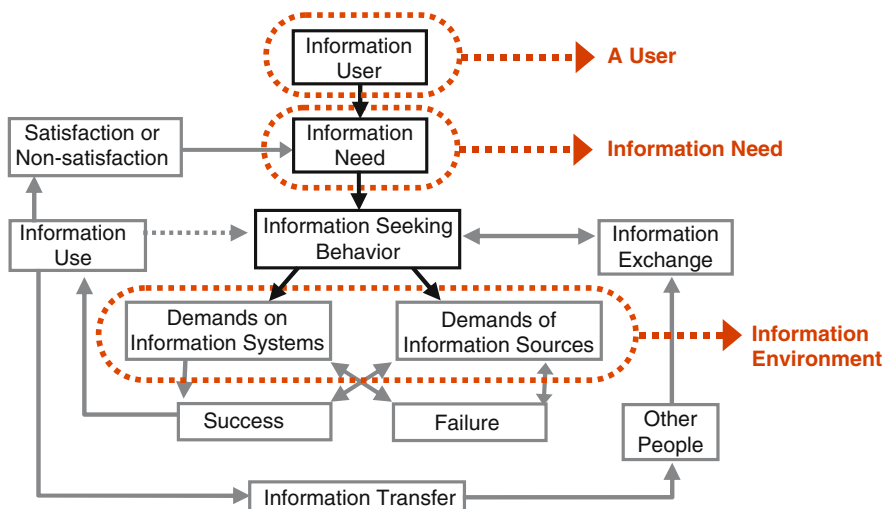 Information
User
A User
Satisfaction or
Non-satisfaction
Information
Need
Information Need
Information
Use
Information Seeking
Behavior
Information
Exchange
Demands on
Information Systems
Demands of
Information Sources
Information
Environment
Success
Failure
Other
People
Information Transfer